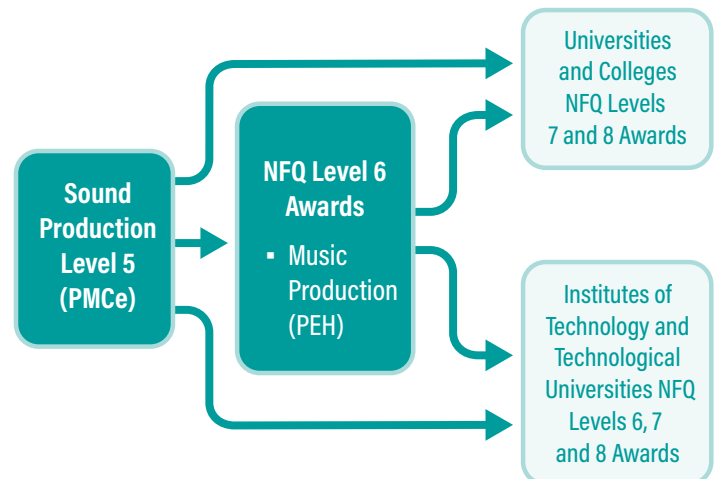 Sound
Production
Level 5
(PMCe)
NFQ Level 6
Awards
▪ Music
Production
(PEH)
Universities
and Colleges
NFQ Levels
7 and 8 Awards
Institutes of
Technology and
Technological
Universities NFQ
Levels 6, 7
and 8 Awards